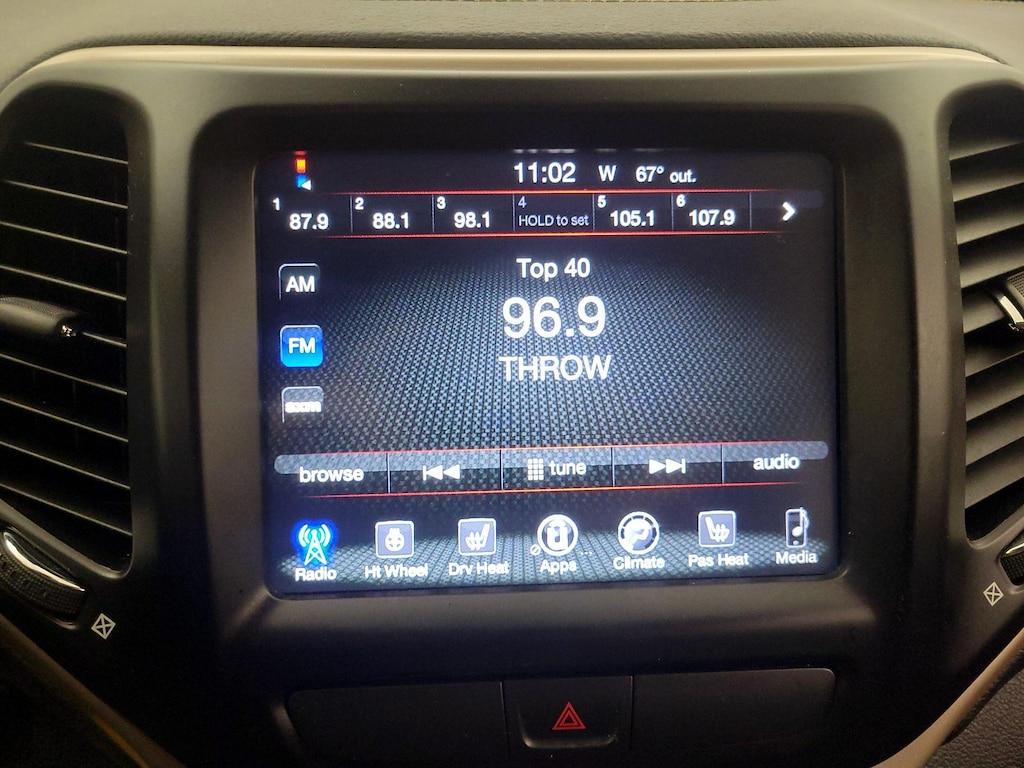 11:02 W 67° out.
1 87.9 2 88.1 3 98.1 4 HOLD to set 5 105.1 6 107.9
AM
Top 40
96.9
FM
THROW
sxm
browse tune audio
Radio Ht Wheel Drv Heat Apps Climate Pas Heat Media